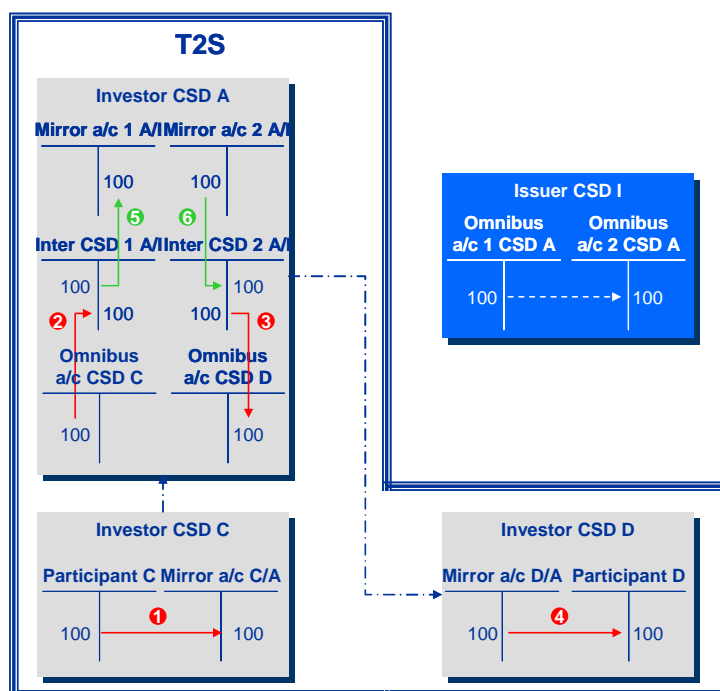 T2S
Investor CSD A
Mirror a/c 1 A/I Mirror a/c 2 A/I
100 100
5 6
Inter CSD 1 A/I Inter CSD 2 A/I
100 100
2 100 100 3
Omnibus
a/c CSD C
Omnibus
a/c CSD D
100 100
Issuer CSD I
Omnibus
a/c 1 CSD A
Omnibus
a/c 2 CSD A
100 100
Investor CSD C
Participant C Mirror a/c C/A
1
100 100
Investor CSD D
Mirror a/c D/A Participant D
4
100 100